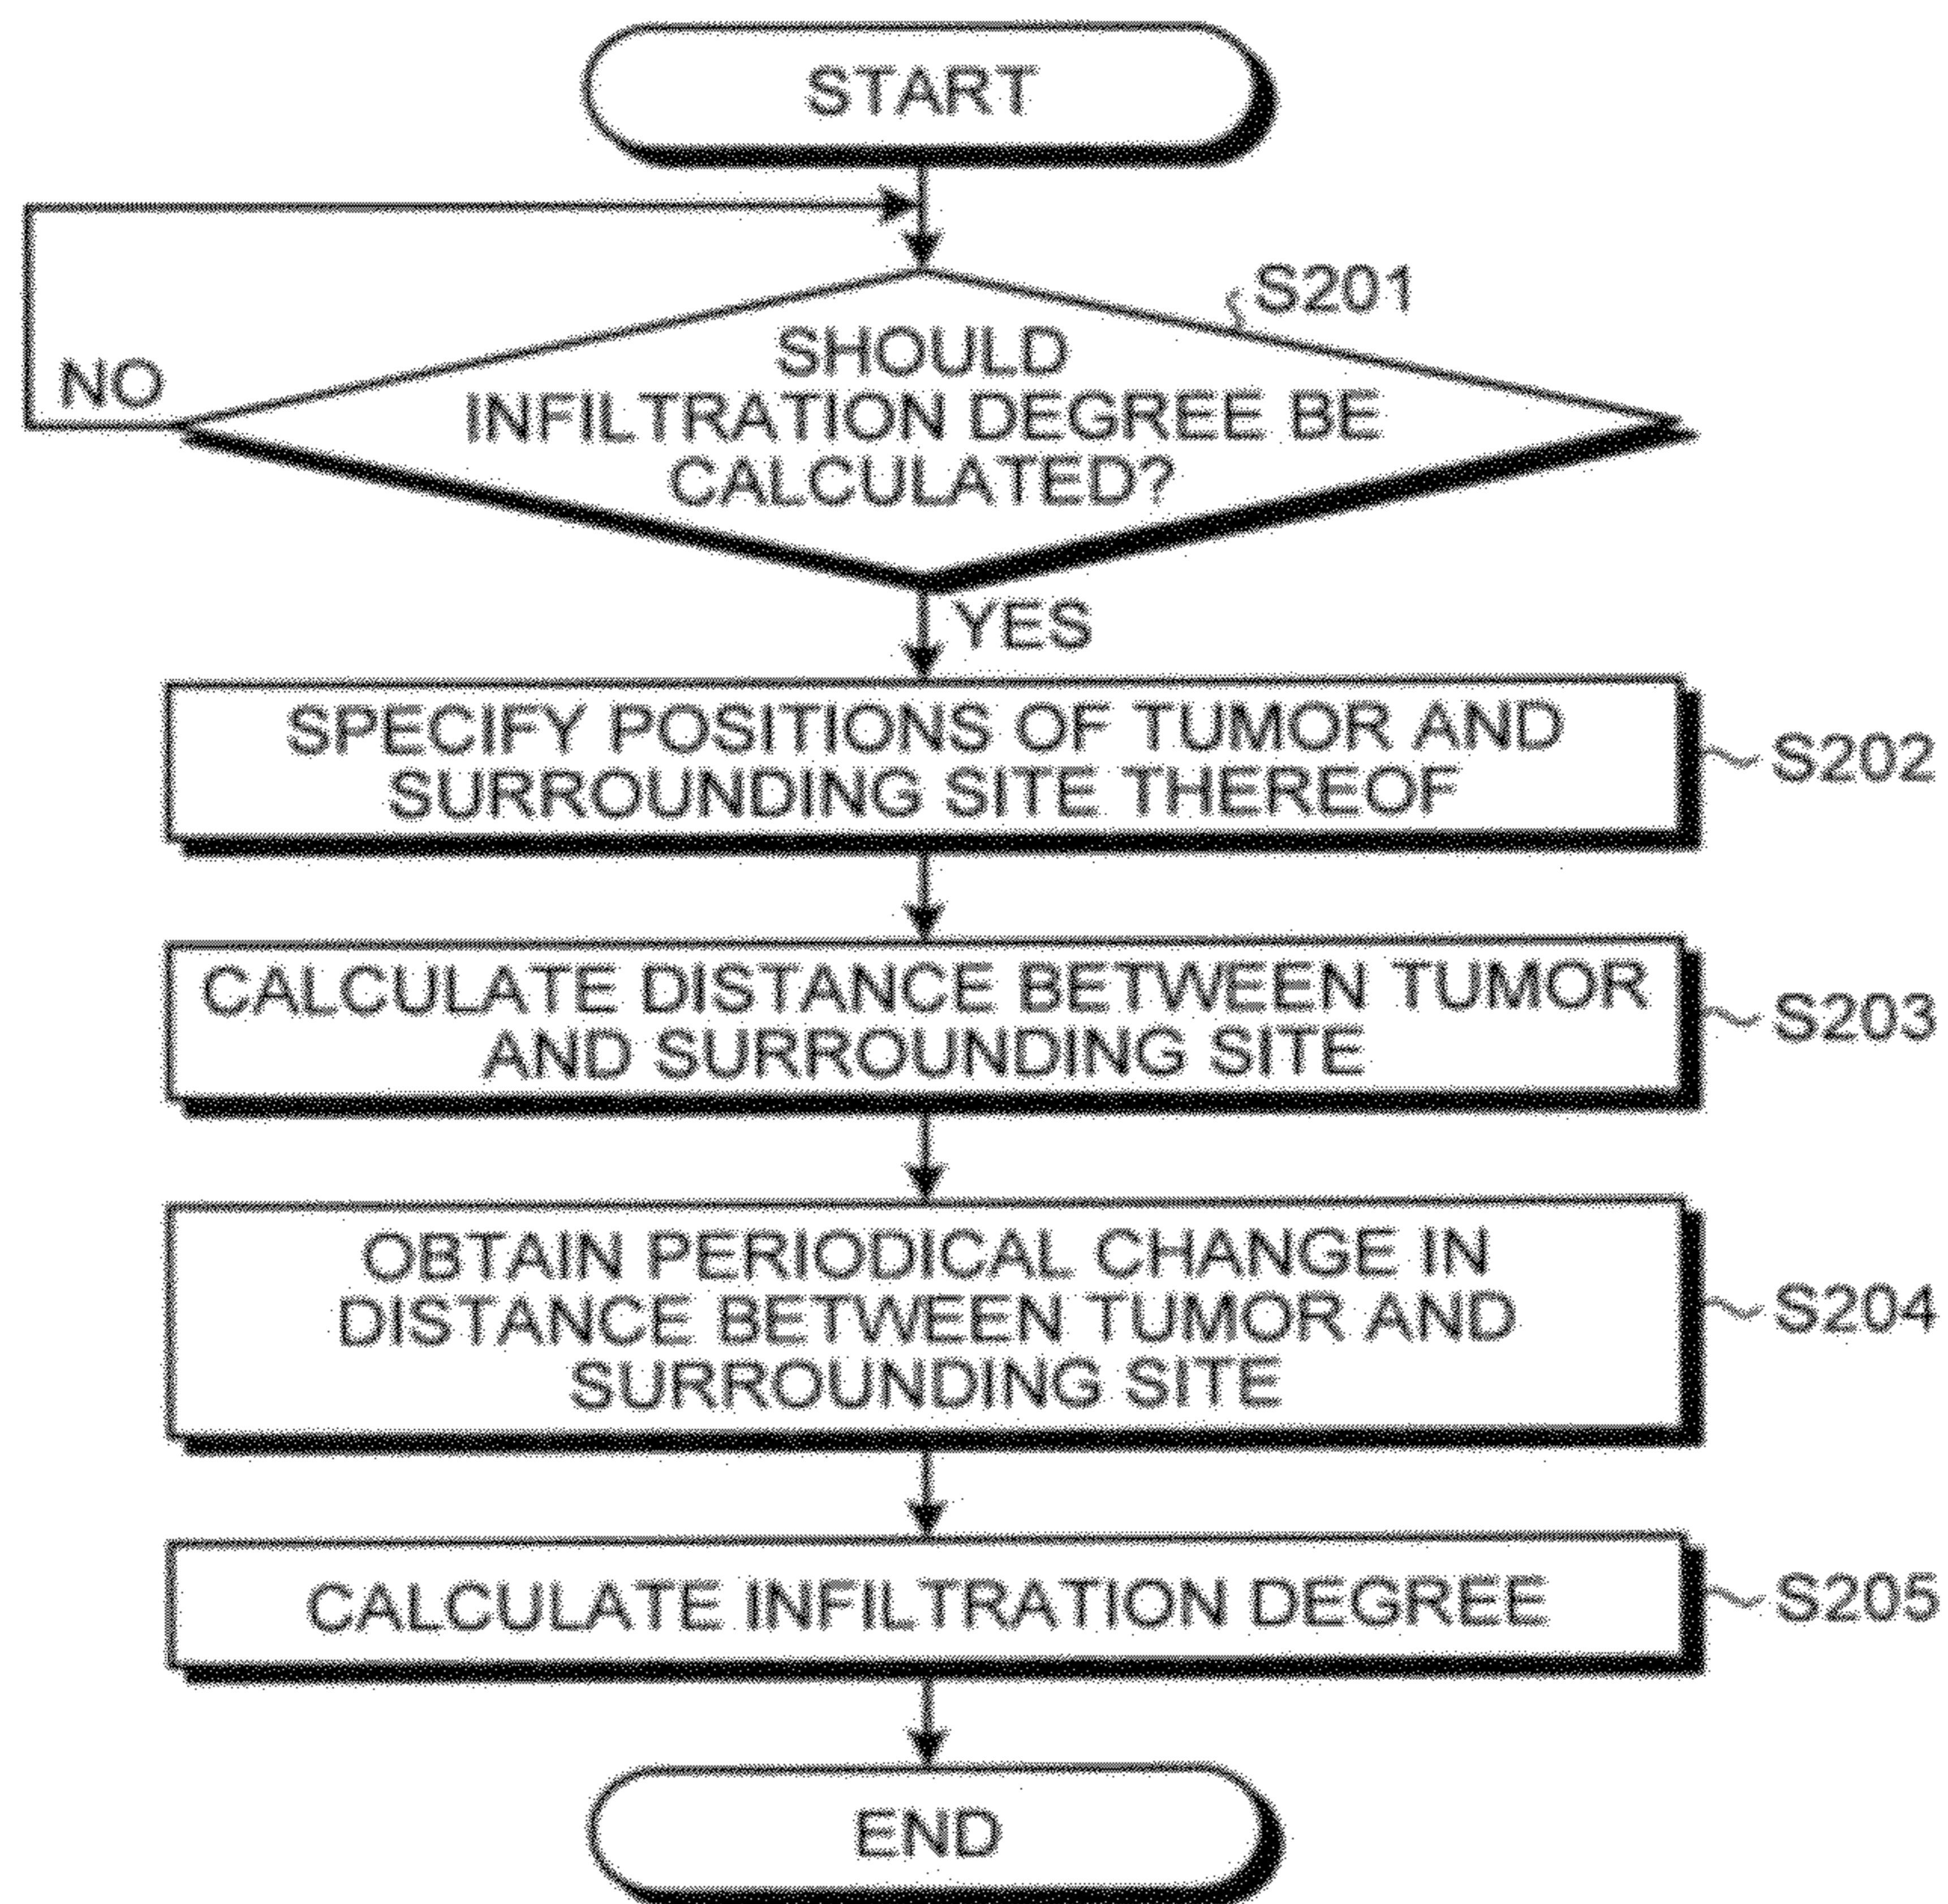 START
S201
SHOULD
INFILTRATION DEGREE BE
CALCULATED?
NO
YES
SPECIFY POSITIONS OF TUMOR AND
SURROUNDING SITE THEREOF
S202
CALCULATE DISTANCE BETWEEN TUMOR
AND SURROUNDING SITE
S203
OBTAIN PERIODICAL CHANGE IN
DISTANCE BETWEEN TUMOR AND
SURROUNDING SITE
S204
CALCULATE INFILTRATION DEGREE
S205
END